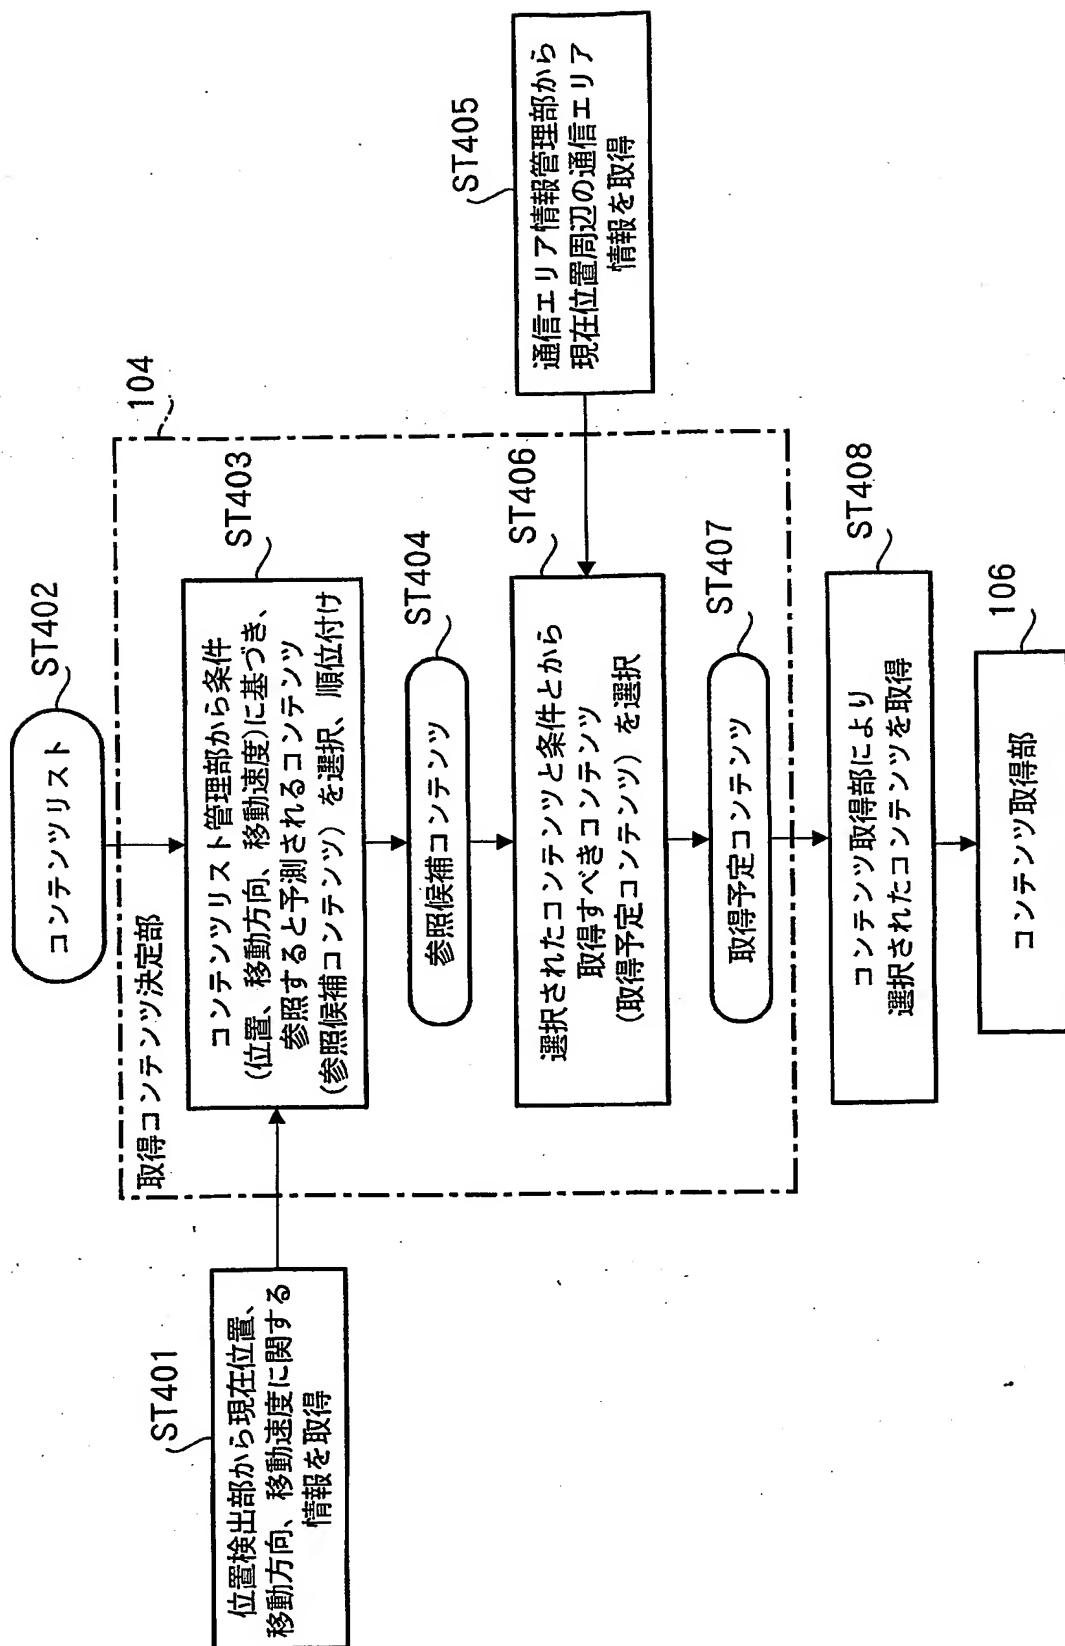 ST402
コンテンツリスト
104
取得コンテンツ決定部
ST401
位置検出部から現在位置、
移動方向、移動速度に関する
情報を取得
ST403
コンテンツリスト管理部から条件
(位置、移動方向、移動速度)に基づき、
参照すると予測されるコンテンツ
(参照候補コンテンツ)を選択、順位付け
ST404
参照候補コンテンツ
ST405
通信エリア情報管理部から
現在位置周辺の通信エリア
情報を取得
ST406
選択されたコンテンツと条件とから
取得すべきコンテンツ
(取得予定コンテンツ)を選択
ST407
取得予定コンテンツ
ST408
コンテンツ取得部により
選択されたコンテンツを取得
106
コンテンツ取得部